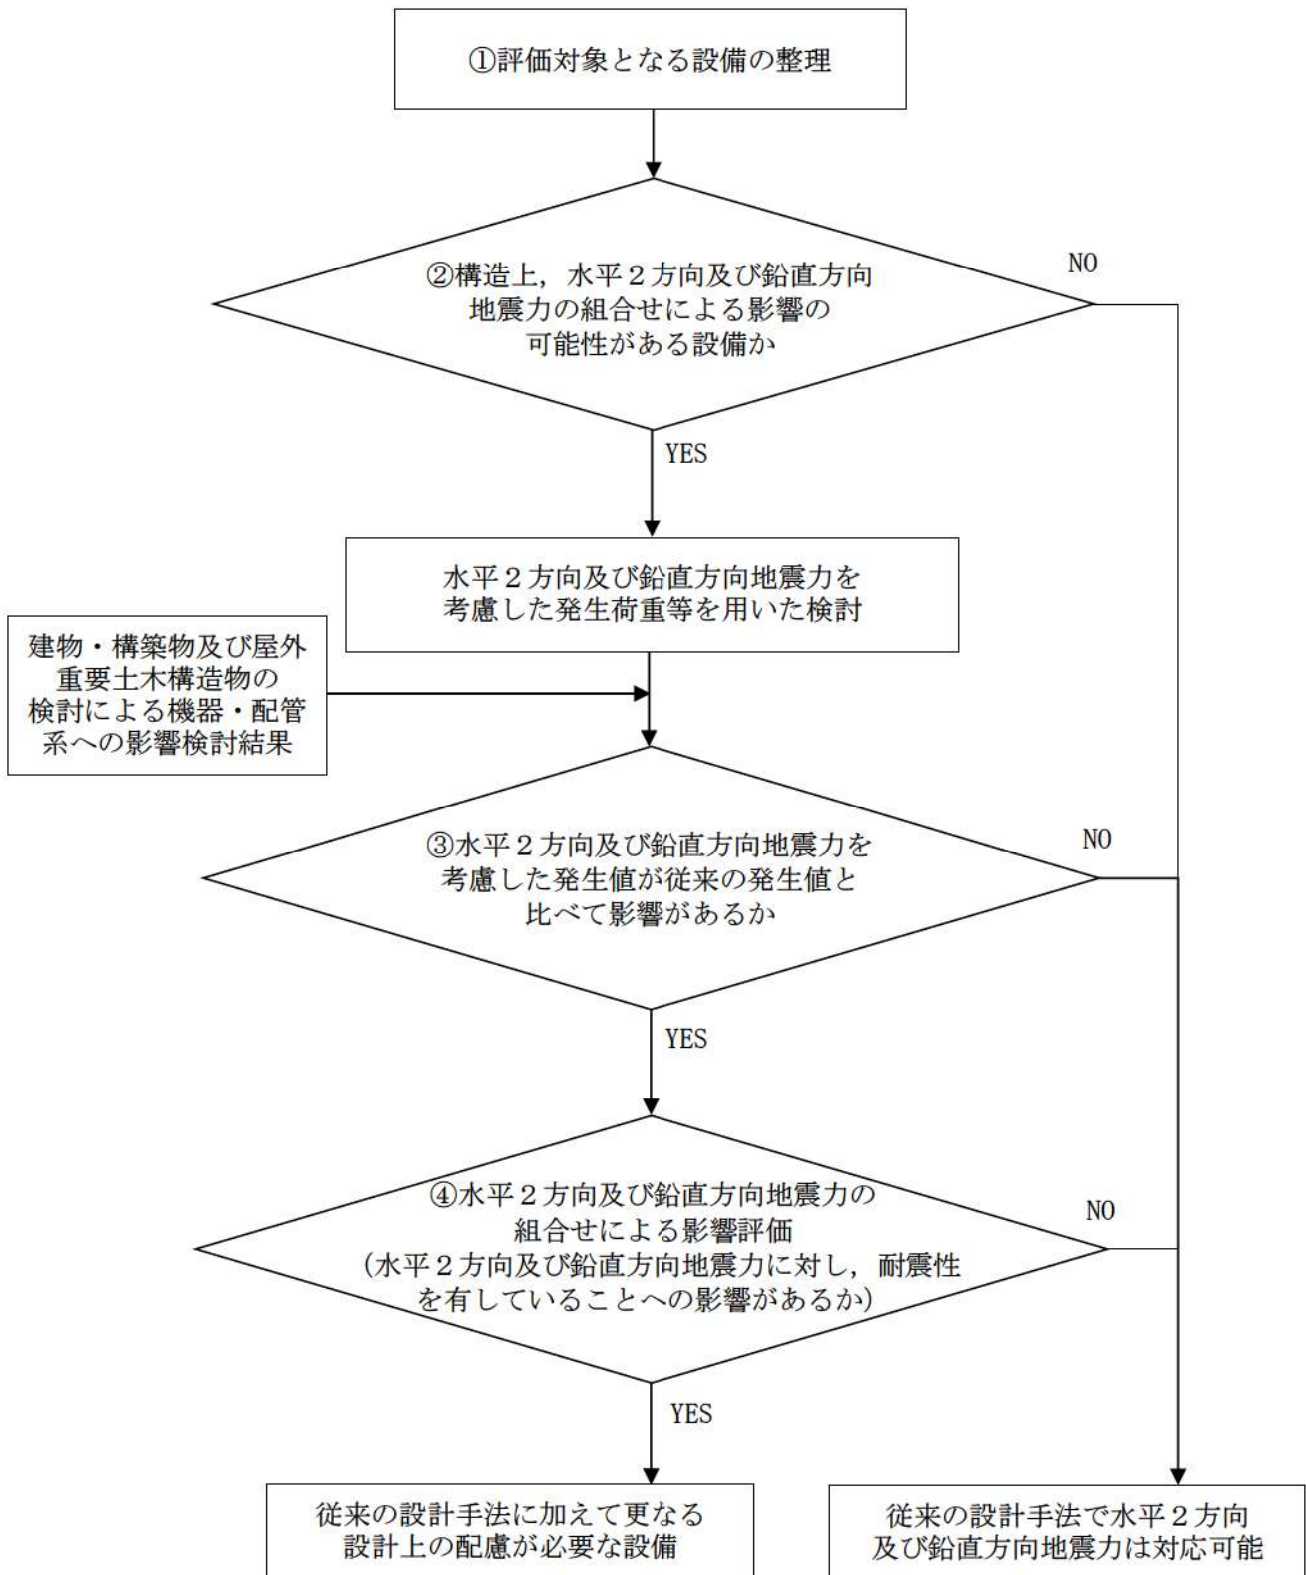 ①評価対象となる設備の整理
②構造上，水平２方向及び鉛直方向
地震力の組合せによる影響の
可能性がある設備か
NO
YES
水平２方向及び鉛直方向地震力を
考慮した発生荷重等を用いた検討
建物・構築物及び屋外
重要土木構造物の
検討による機器・配管
系への影響検討結果
③水平２方向及び鉛直方向地震力を
考慮した発生値が従来の発生値と
比べて影響があるか
NO
YES
④水平２方向及び鉛直方向地震力の
組合せによる影響評価
（水平２方向及び鉛直方向地震力に対し，耐震性
を有していることへの影響があるか）
NO
YES
従来の設計手法に加えて更なる
設計上の配慮が必要な設備
従来の設計手法で水平２方向
及び鉛直方向地震力は対応可能